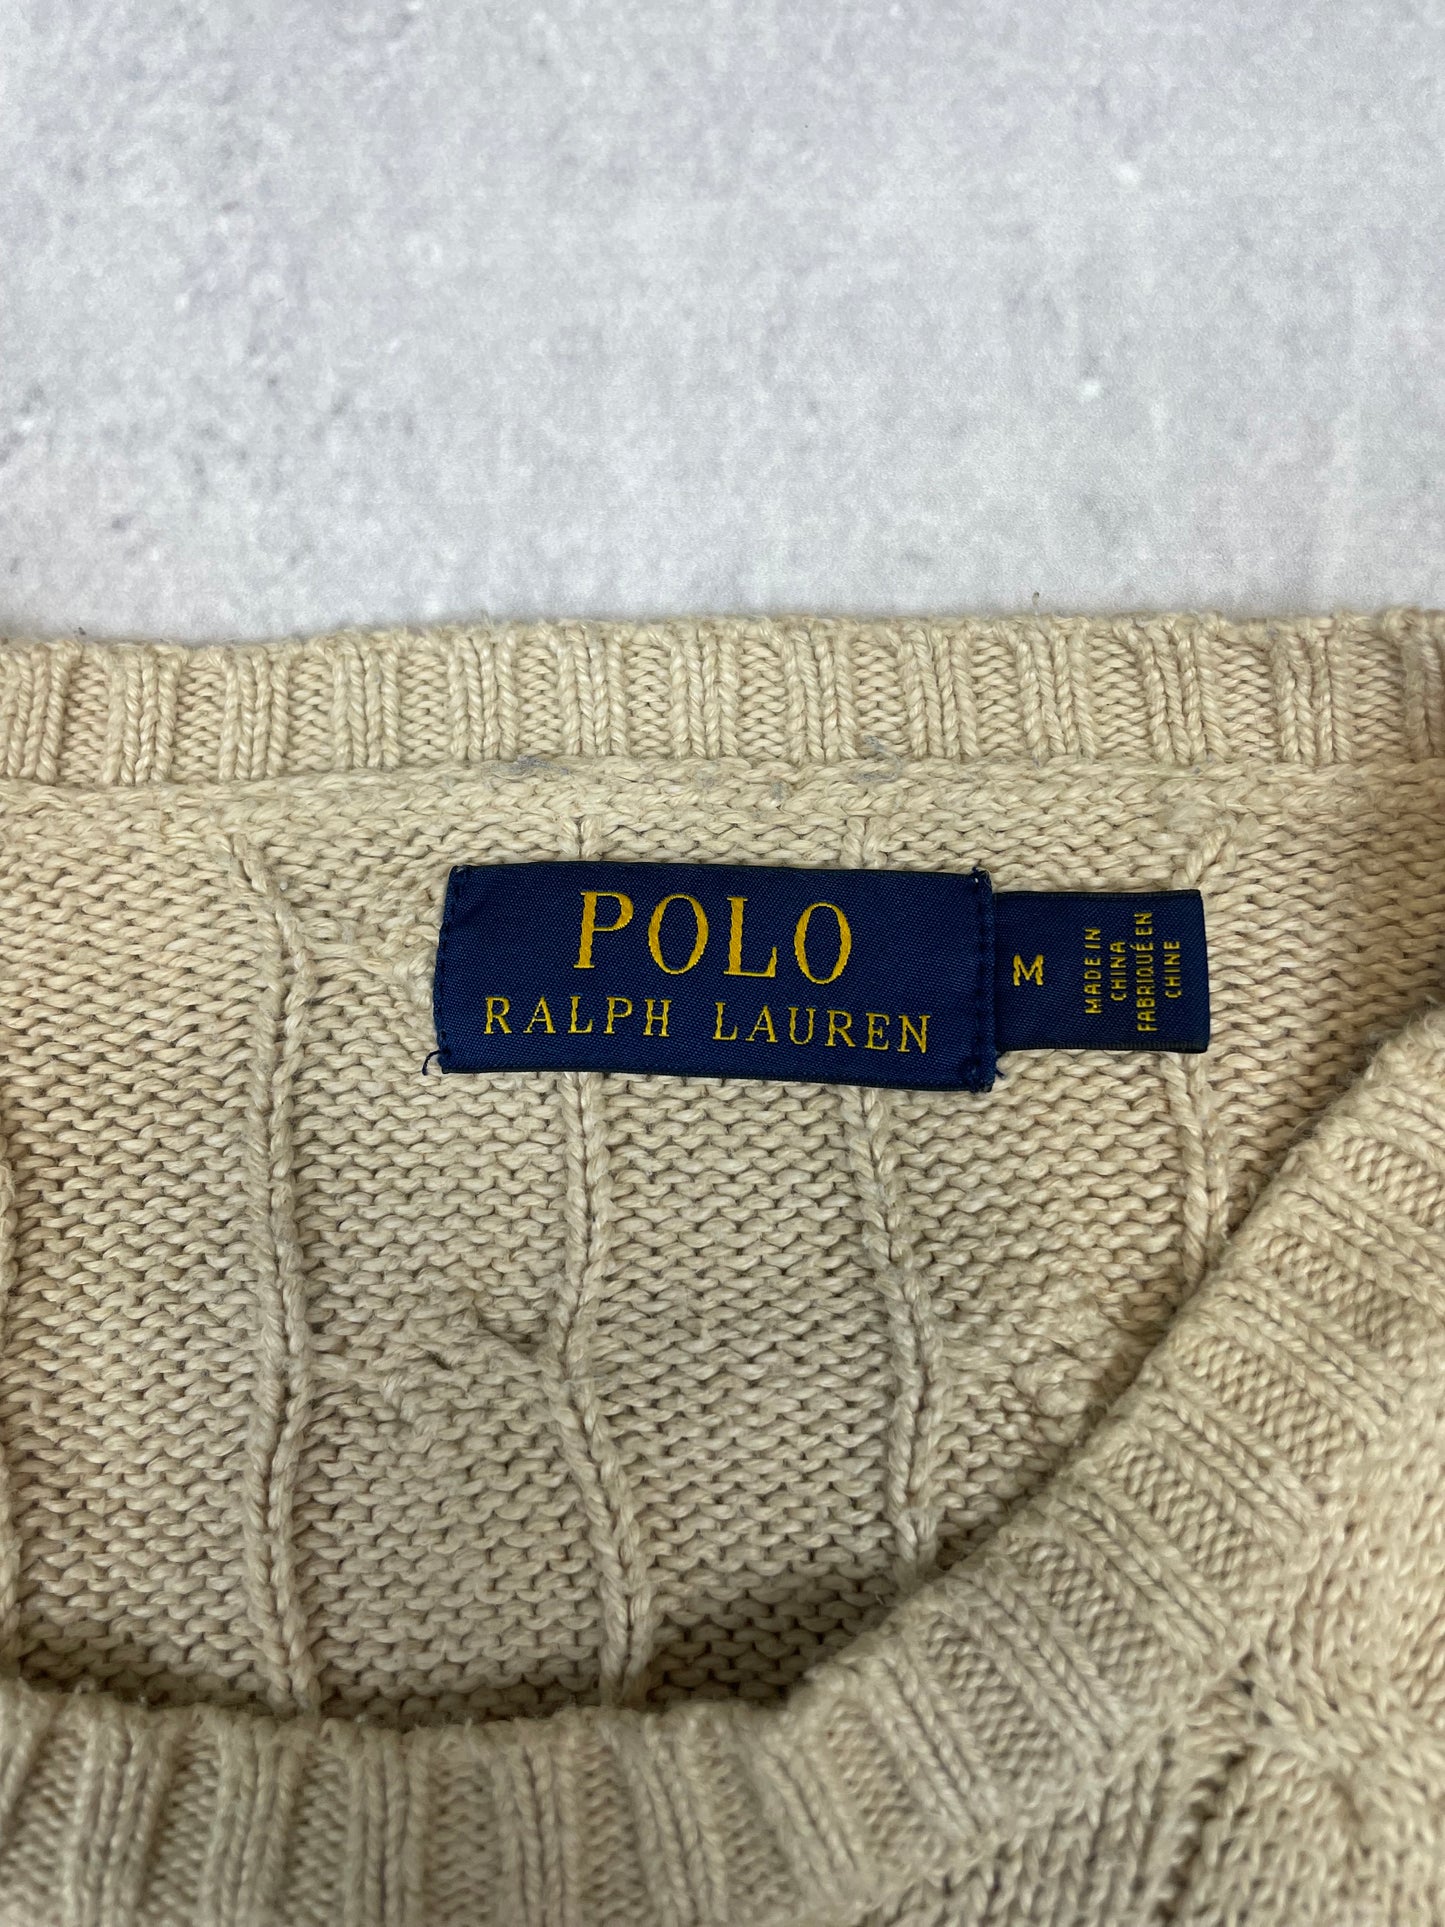 POLO
RALPH LAUREN
M
MADE IN
CHINA
FABRIQUÉ EN
CHINE